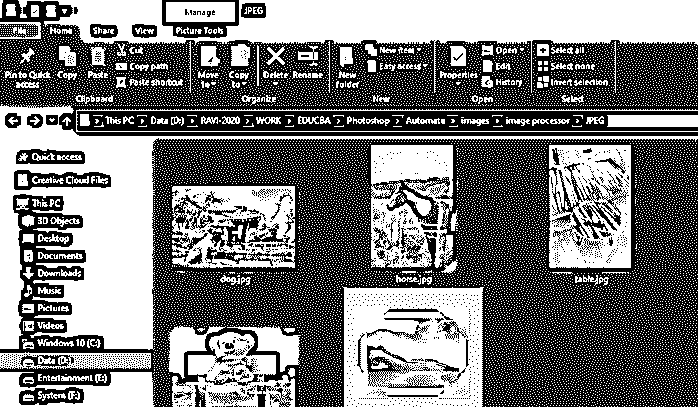 Manage JPEG
File Home Share View Picture Tools
Pin to Quick access
Copy
Paste
Cut
Copy path
Paste shortcut
Clipboard
Move to
Copy to
Delete
Rename
Organize
New folder
New item
Easy access
New
Properties
Open
Edit
History
Open
Select all
Select none
Invert selection
Select
This PC > Data (D:) > RAVI-2020 > WORK > EDUCBA > Photoshop > Automate > images > image processor > JPEG
Quick access
Creative Cloud Files
This PC
3D Objects
Desktop
Documents
Downloads
Music
Pictures
Videos
Windows 10 (C:)
Data (D:)
Entertainment (E:)
System (F:)
dog.jpg
horse.jpg
table.jpg